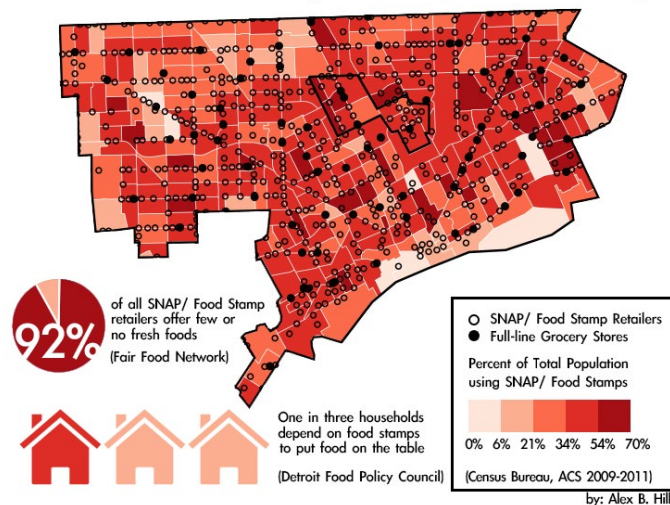 92%
of all SNAP/ Food Stamp
retailers offer few or
no fresh foods
(Fair Food Network)
One in three households
depend on food stamps
to put food on the table
(Detroit Food Policy Council)
SNAP/ Food Stamp Retailers
Full-line Grocery Stores
Percent of Total Population
using SNAP/ Food Stamps
0% 6% 21% 34% 54% 70%
(Census Bureau, ACS 2009-2011)
by: Alex B. Hill